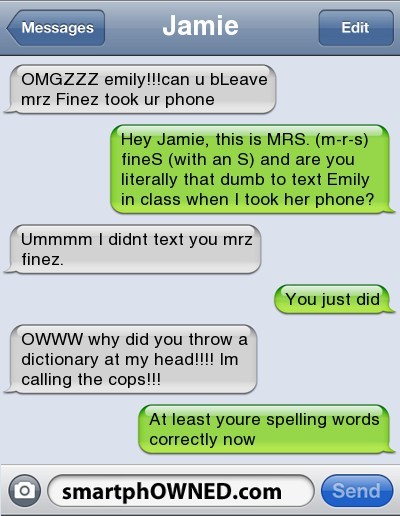 Messages
Jamie
Edit
OMGZZZ emily!!!can u bLeave
mrz Finez took ur phone
Hey Jamie, this is MRS. (m-r-s)
fineS (with an S) and are you
literally that dumb to text Emily
in class when I took her phone?
Ummmm I didnt text you mrz
finez.
You just did
OWWW why did you throw a
dictionary at my head!!!! Im
calling the cops!!!
At least youre spelling words
correctly now
smartphOWNED.com
Send